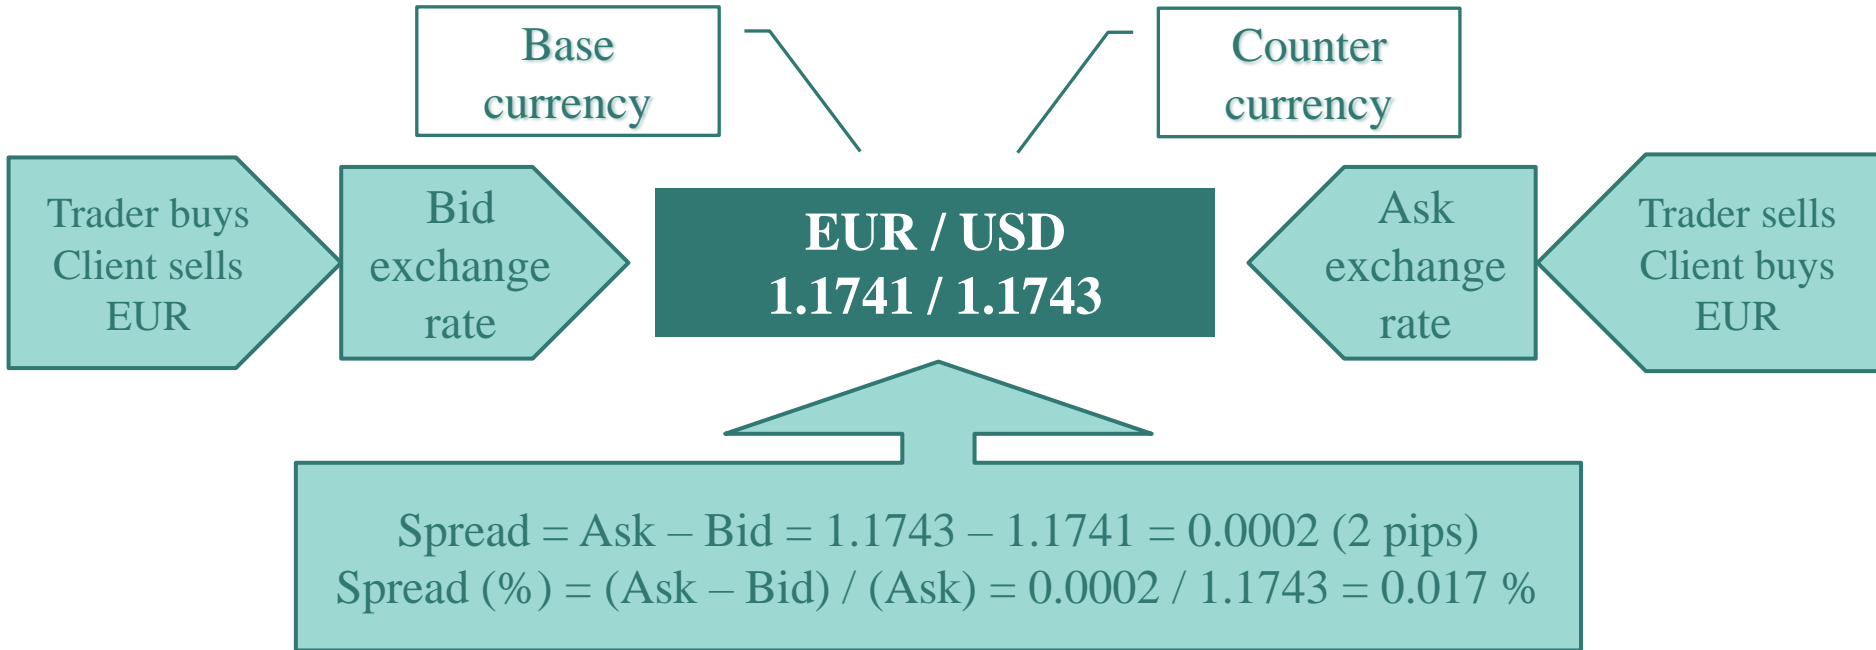 Base
currency
Counter
currency
Trader buys
Client sells
EUR
Bid
exchange
rate
EUR / USD
1.1741 / 1.1743
Ask
exchange
rate
Trader sells
Client buys
EUR
Spread = Ask – Bid = 1.1743 – 1.1741 = 0.0002 (2 pips)
Spread (%) = (Ask – Bid) / (Ask) = 0.0002 / 1.1743 = 0.017 %